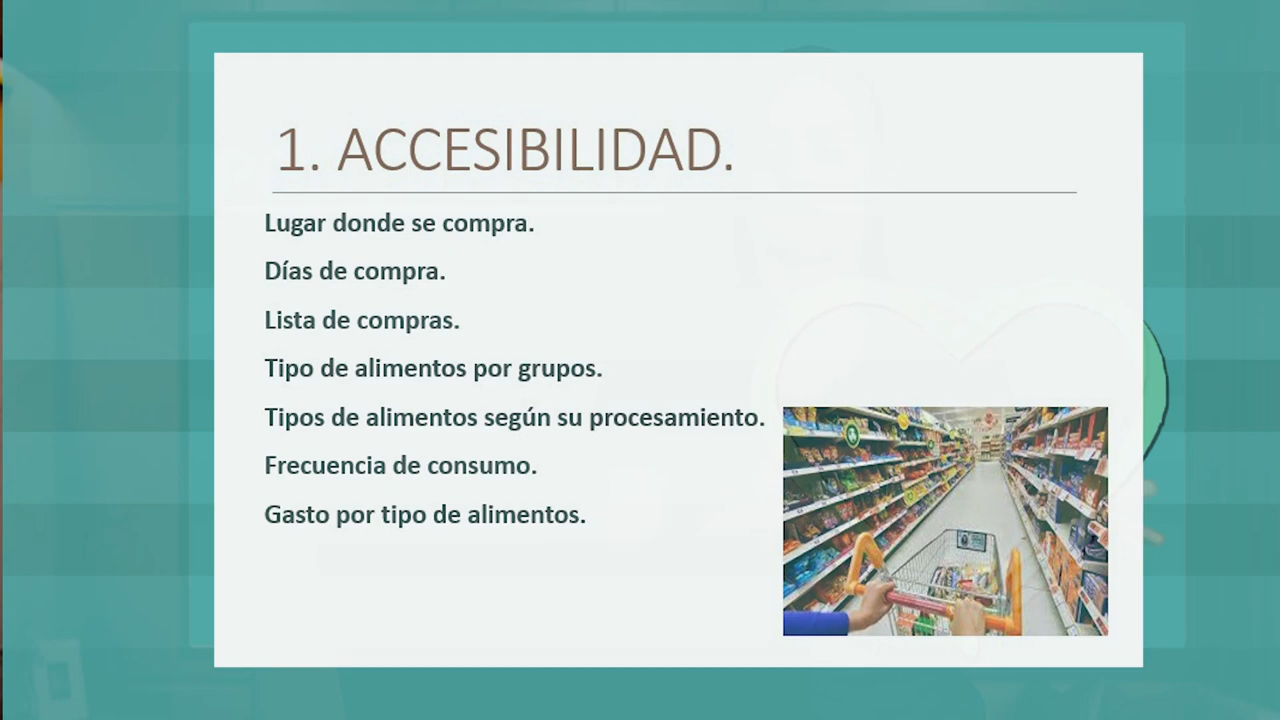 1. ACCESIBILIDAD.
Lugar donde se compra.
Días de compra.
Lista de compras.
Tipo de alimentos por grupos.
Tipos de alimentos según su procesamiento.
Frecuencia de consumo.
Gasto por tipo de alimentos.